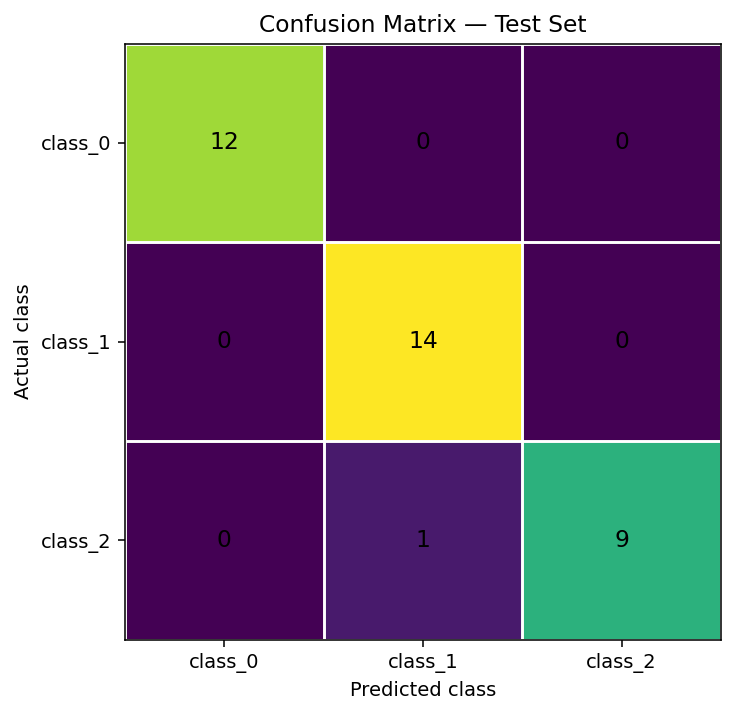 Confusion Matrix — Test Set
class_0
12
0
0
class_1
0
14
0
class_2
0
1
9
Actual class
class_0 class_1 class_2
Predicted class